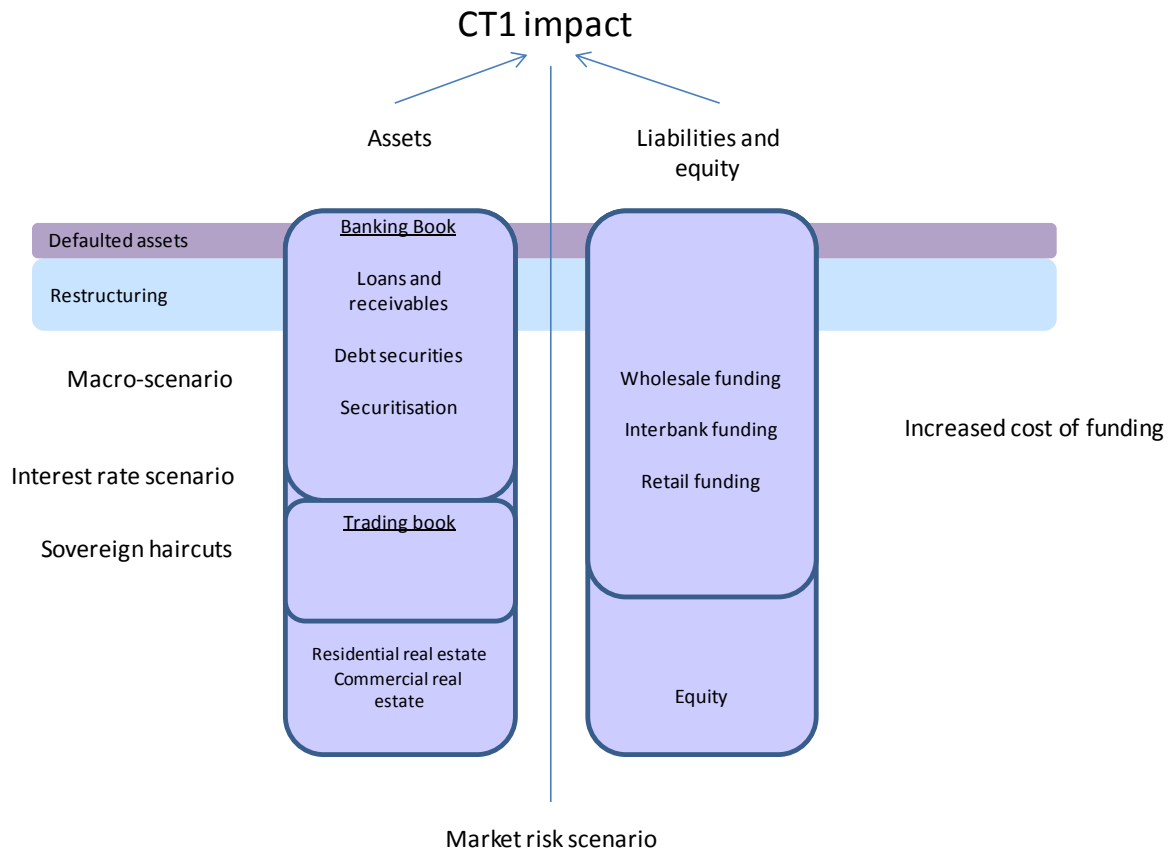 CT1 impact
Assets
Liabilities and
equity
Defaulted assets
Restructuring
Macro-scenario
Interest rate scenario
Sovereign haircuts
Banking Book
Loans and
receivables
Debt securities
Securitisation
Trading book
Residential real estate
Commercial real
estate
Wholesale funding
Interbank funding
Retail funding
Equity
Increased cost of funding
Market risk scenario